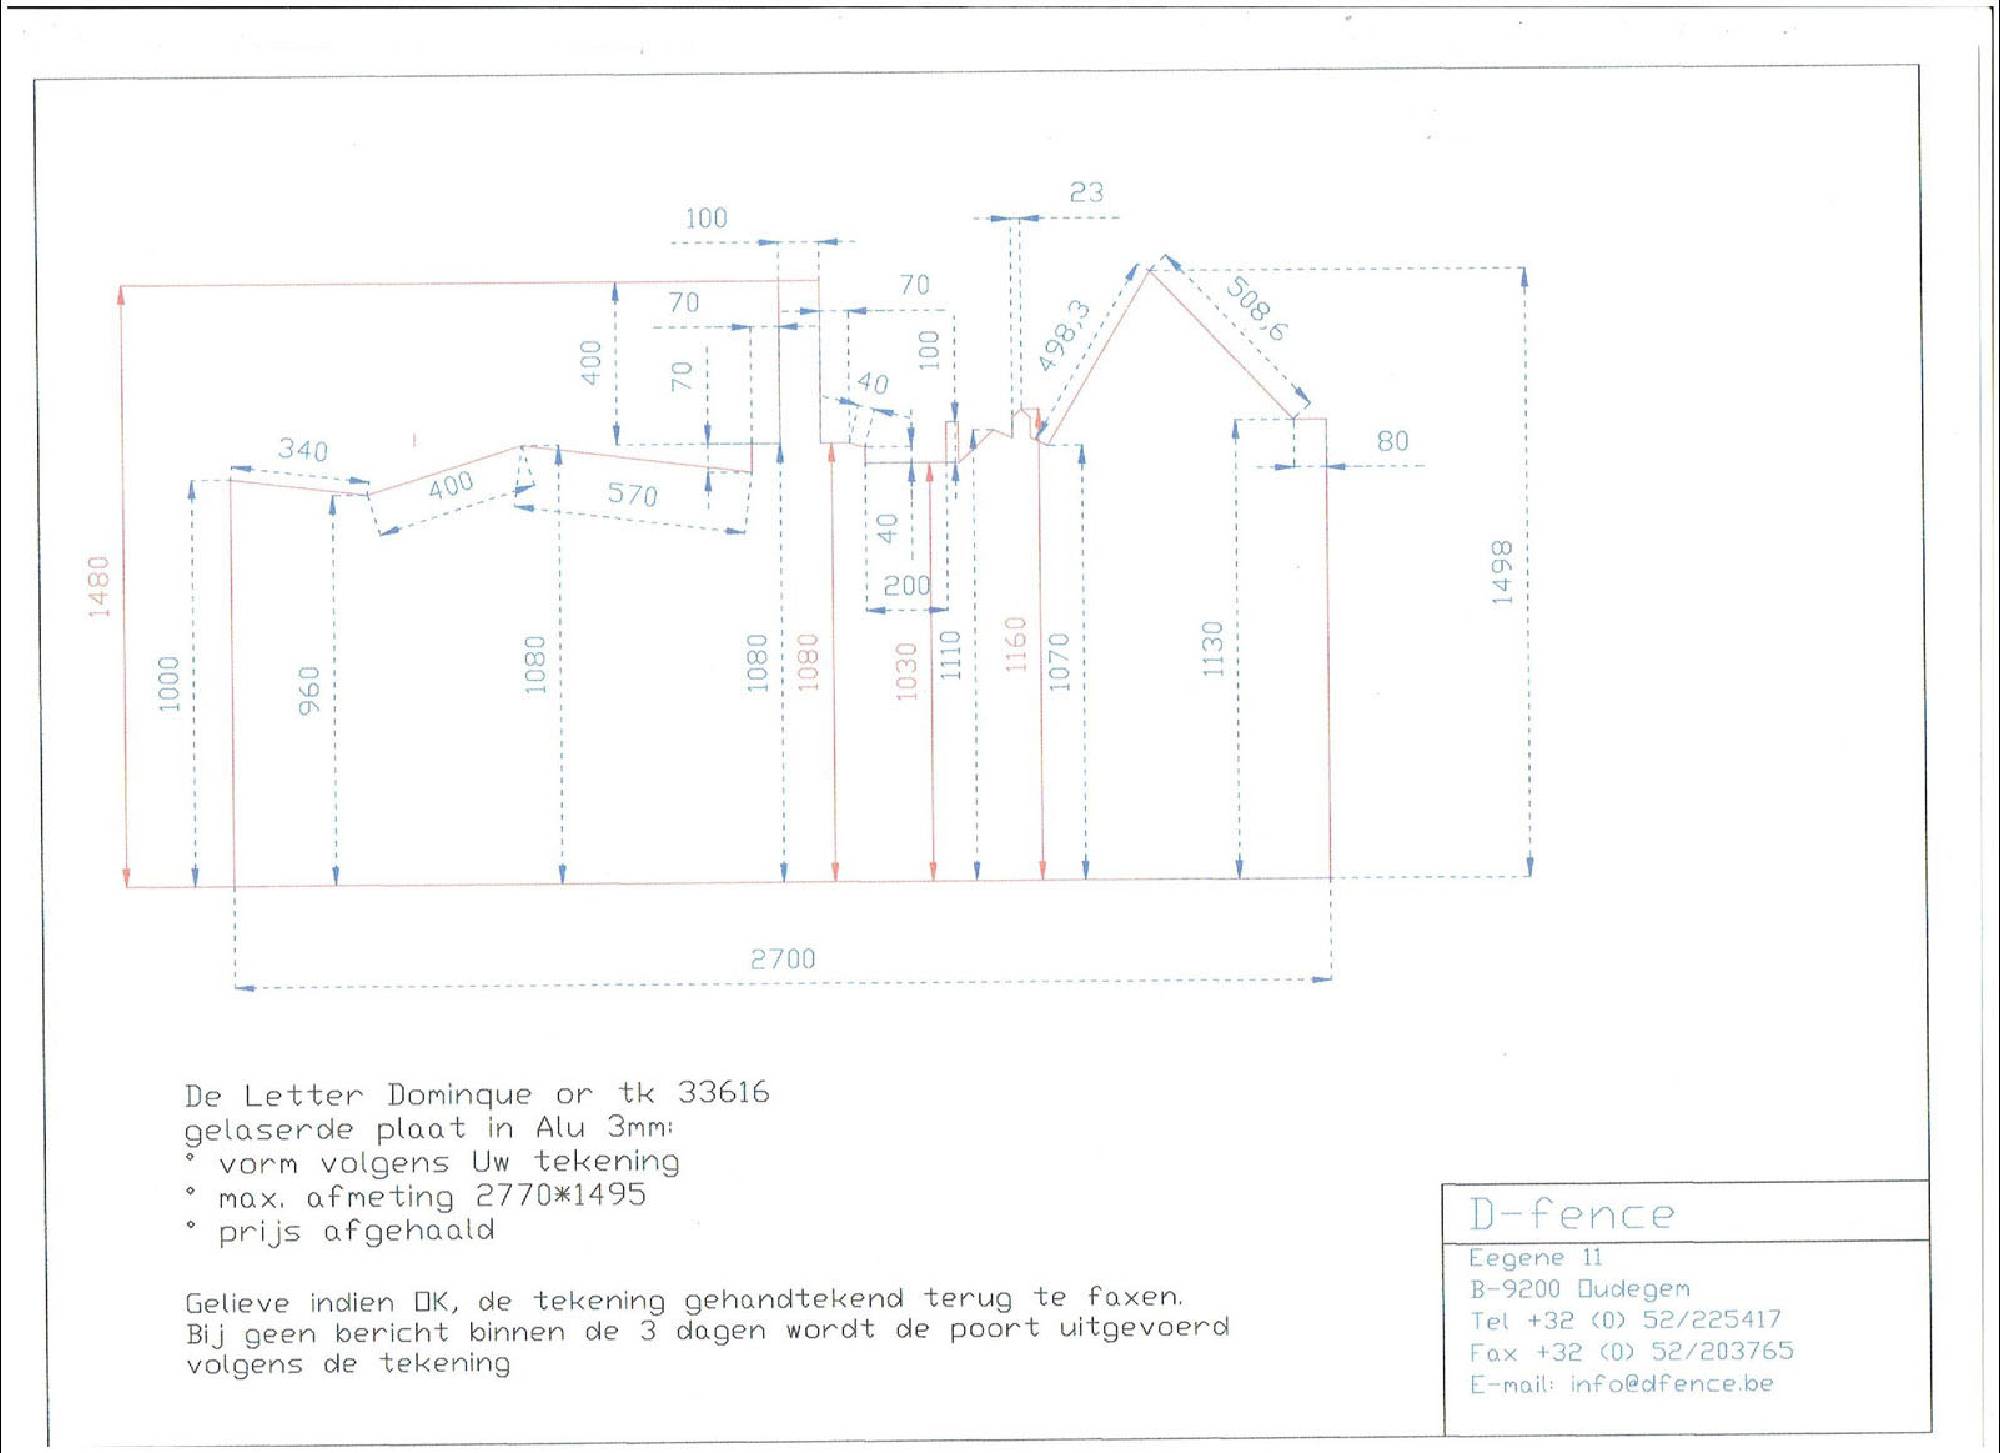 23
100
70
70
508,6
498,3
100
400
70
40
80
340
400
570
40
200
1480
1498
1000
960
1080
1080
1080
1030
1110
1160
1070
1130
2700
De Letter Dominque or tk 33616
gelaserde plaat in Alu 3mm:
° vorm volgens Uw tekening
° max. afmeting 2770*1495
° prijs afgehaald
Gelieve indien OK, de tekening gehandtekend terug te faxen.
Bij geen bericht binnen de 3 dagen wordt de poort uitgevoerd
volgens de tekening
D-fence
Eegene 11
B-9200 Oudegem
Tel +32 (0) 52/225417
Fax +32 (0) 52/203765
E-mail: info@dfence.be